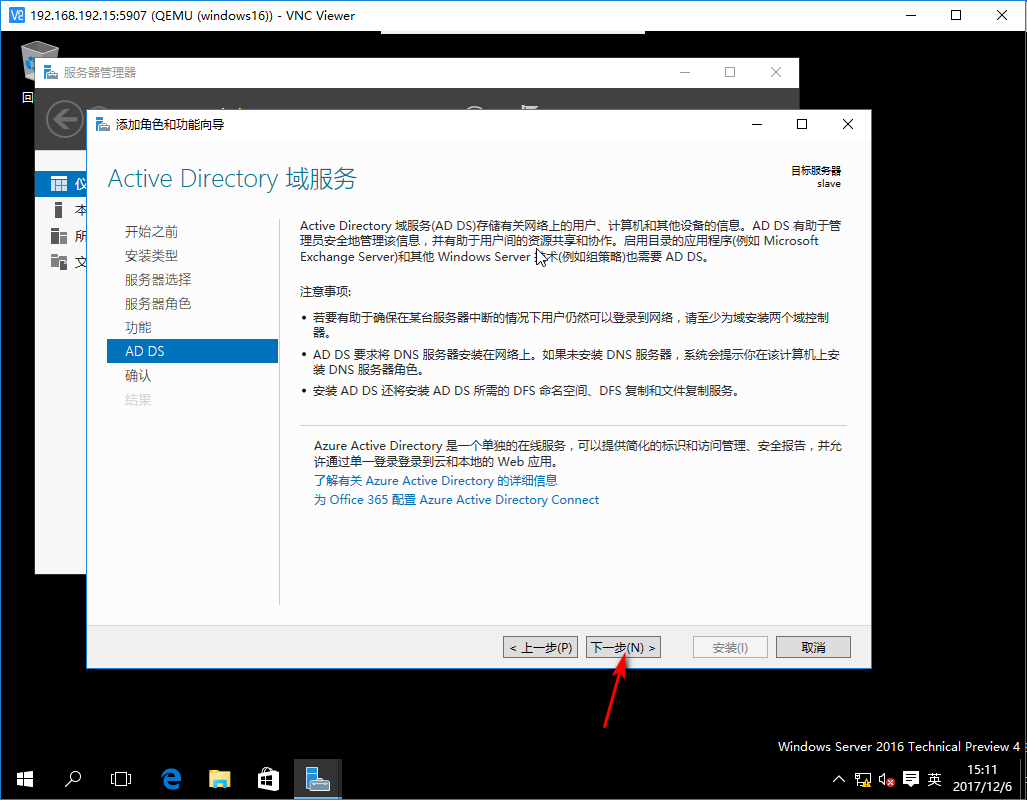 192.168.192.15:5907 (QEMU (windows16)) - VNC Viewer
回
服务器管理器
添加角色和功能向导
Active Directory 域服务
目标服务器
slave
仪
本
所
文
开始之前
安装类型
服务器选择
服务器角色
功能
AD DS
确认
结果
Active Directory 域服务(AD DS)存储有关网络上的用户、计算机和其他设备的信息。AD DS 有助于管
理员安全地管理该信息，并有助于用户间的资源共享和协作。启用目录的应用程序(例如 Microsoft
Exchange Server)和其他 Windows Server 技术(例如组策略)也需要 AD DS。
注意事项:
• 若要有助于确保在某台服务器中断的情况下用户仍然可以登录到网络，请至少为域安装两个域控制
器。
• AD DS 要求将 DNS 服务器安装在网络上。如果未安装 DNS 服务器，系统会提示你在该计算机上安
装 DNS 服务器角色。
• 安装 AD DS 还将安装 AD DS 所需的 DFS 命名空间、DFS 复制和文件复制服务。
Azure Active Directory 是一个单独的在线服务，可以提供简化的标识和访问管理、安全报告，并允
许通过单一登录登录到云和本地的 Web 应用。
了解有关 Azure Active Directory 的详细信息
为 Office 365 配置 Azure Active Directory Connect
< 上一步(P)
下一步(N) >
安装(I)
取消
Windows Server 2016 Technical Preview 4
英
15:11
2017/12/6